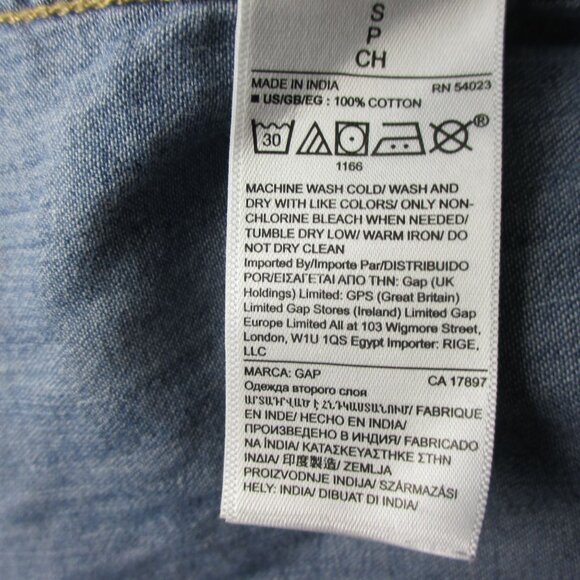 S
P
CH
MADE IN INDIA RN 54023
■ US/GB/EG : 100% COTTON
30 ®
1166
MACHINE WASH COLD/ WASH AND
DRY WITH LIKE COLORS/ ONLY NON-
CHLORINE BLEACH WHEN NEEDED/
TUMBLE DRY LOW/ WARM IRON/ DO
NOT DRY CLEAN
Imported By/Importe Par/DISTRIBUIDO
POR/ΕΙΣΑΓΕΤΑΙ ΑΠΟ ΤΗΝ: Gap (UK
Holdings) Limited: GPS (Great Britain)
Limited Gap Stores (Ireland) Limited Gap
Europe Limited All at 103 Wigmore Street,
London, W1U 1QS Egypt Importer: RIGE,
LLC
MARCA: GAP CA 17897
Одежда второго слоя
ԱՐՏԱԴՐՎԱԾ Է ՀՆԴԿԱՍՏԱՆՈՒՄ/ FABRIQUE
EN INDE/ HECHO EN INDIA/
ПРОИЗВЕДЕНО В ИНДИЯ/ FABRICADO
NA ÍNDIA/ ΚΑΤΑΣΚΕΥΑΣΤΗΚΕ ΣΤΗΝ
ΙΝΔΙΑ/ 印度製造/ ZEMLJA
PROIZVODNJE INDIJA/ SZÁRMAZÁSI
HELY: INDIA/ DIBUAT DI INDIA/